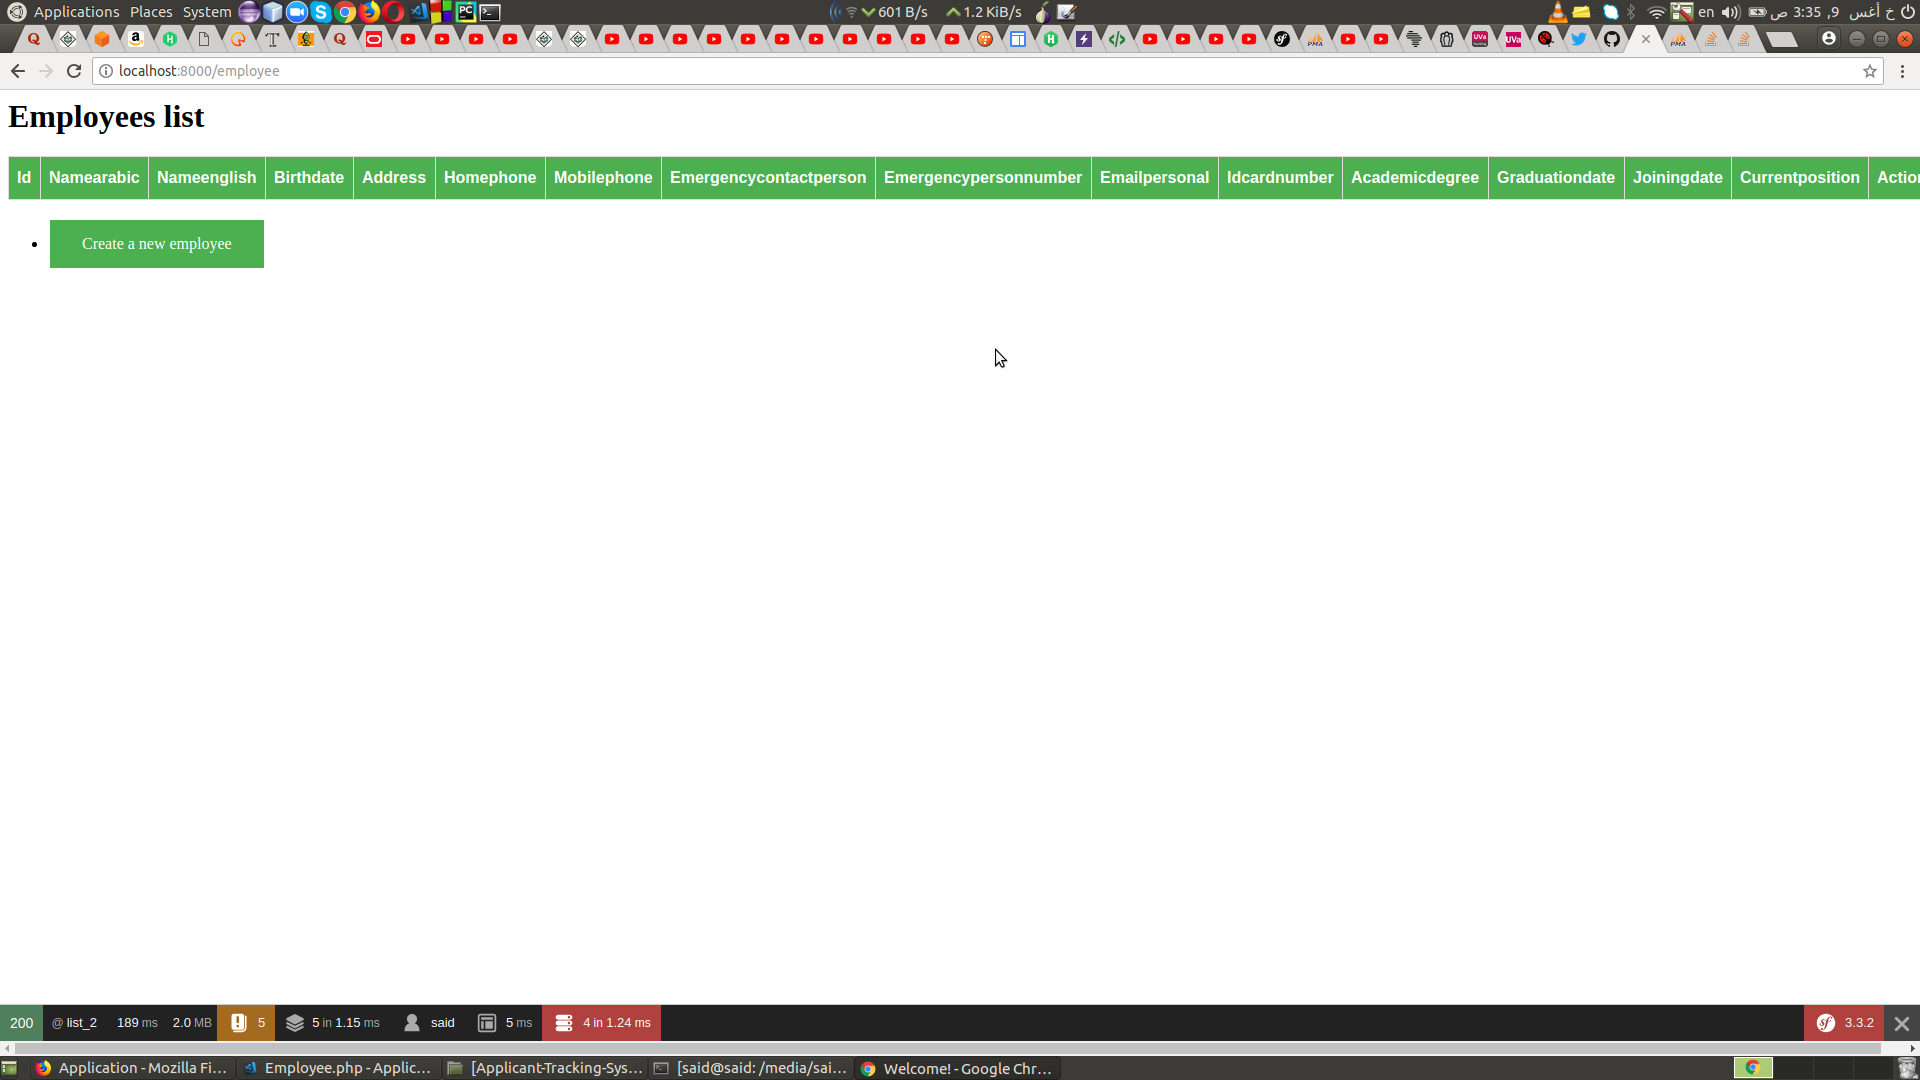 Applications Places System 601 B/s 1.2 KiB/s en ص 3:35 ,9 أغس خ
localhost:8000/employee
Employees list
Id Namearabic Nameenglish Birthdate Address Homephone Mobilephone Emergencycontactperson Emergencypersonnumber Emailpersonal Idcardnumber Academicdegree Graduationdate Joiningdate Currentposition Action
Create a new employee
200 @ list_2 189 ms 2.0 MB 5 5 in 1.15 ms said 5 ms 4 in 1.24 ms 3.3.2
Application - Mozilla Fi... Employee.php - Applic... [Applicant-Tracking-Sys... [said@said: /media/sai... Welcome! - Google Chr...